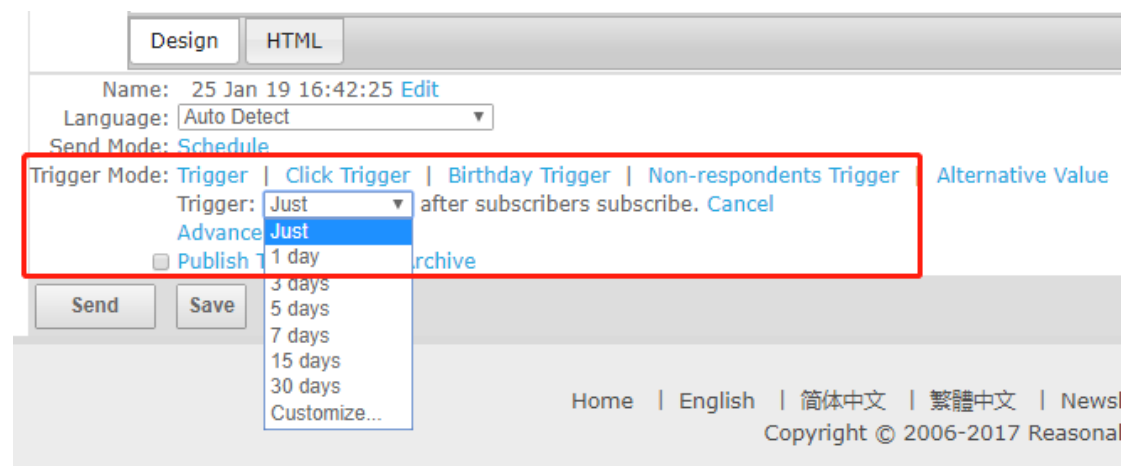 Design HTML
Name: 25 Jan 19 16:42:25 Edit
Language: Auto Detect
Send Mode: Schedule
Trigger Mode: Trigger | Click Trigger | Birthday Trigger | Non-respondents Trigger | Alternative Value
Trigger: Just after subscribers subscribe. Cancel
Advance
Just
Publish T rchive
1 day
3 days
5 days
7 days
15 days
30 days
Customize...
Send Save
Home | English | 简体中文 | 繁體中文 | Newsl
Copyright © 2006-2017 Reasonal